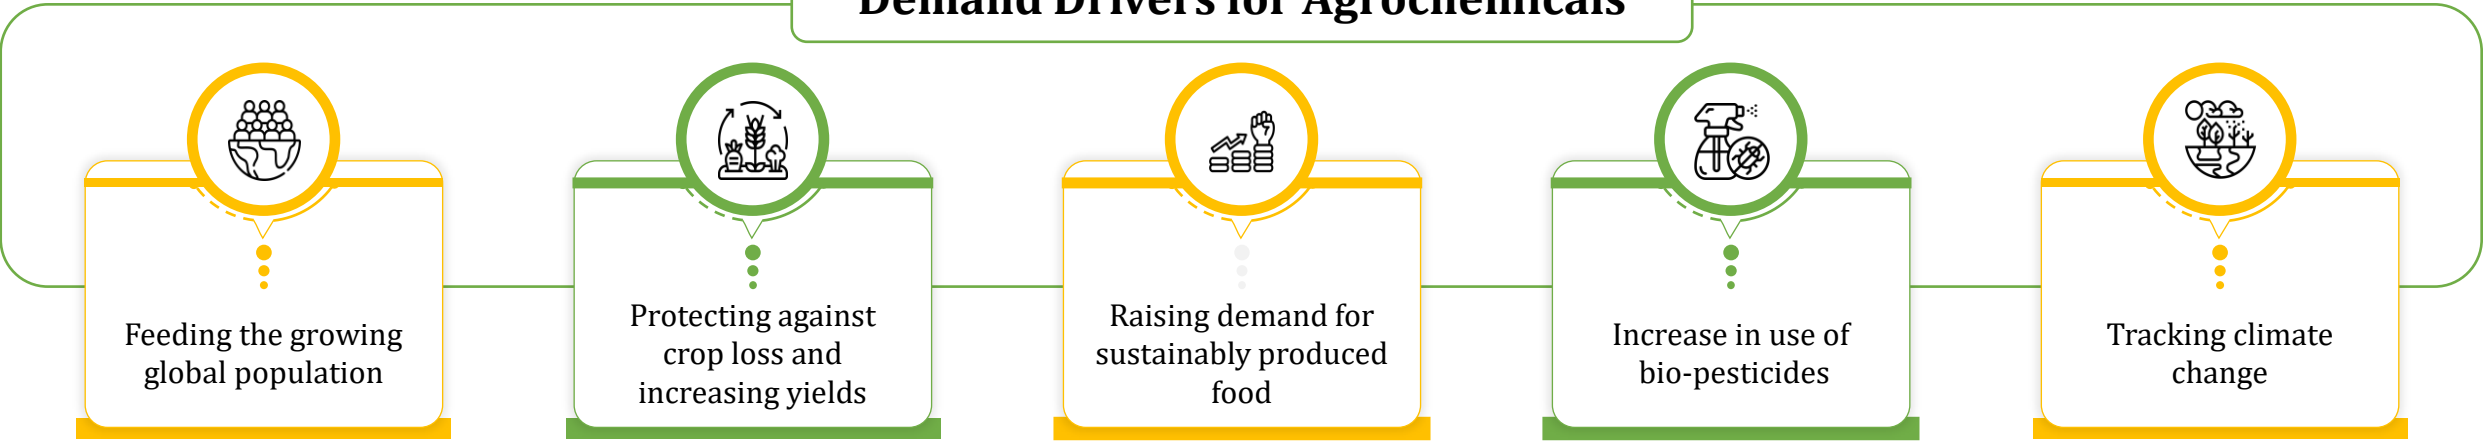 Demand Drivers for Agrochemicals
Feeding the growing
global population
Protecting against
crop loss and
increasing yields
Raising demand for
sustainably produced
food
Increase in use of
bio-pesticides
Tracking climate
change